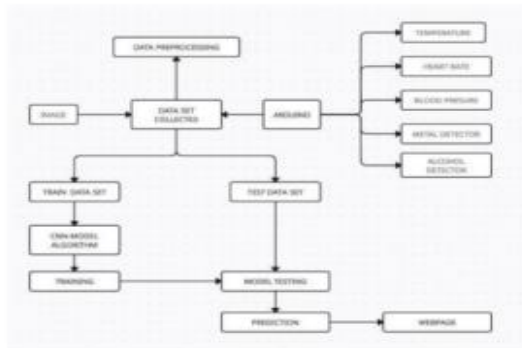 TEMPERATURE
DATA PREPROCESSING
HEART RATE
IMAGE
DATA SET
COLLECTED
ARDUINO
BLOOD PRESURE
METAL DETECTOR
ALCOHOL
DETECTOR
TRAIN DATA SET
TEST DATA SET
CNN-MODEL
ALGORITHM
TRAINING
MODEL TESTING
PREDICTION
WEBPAGE